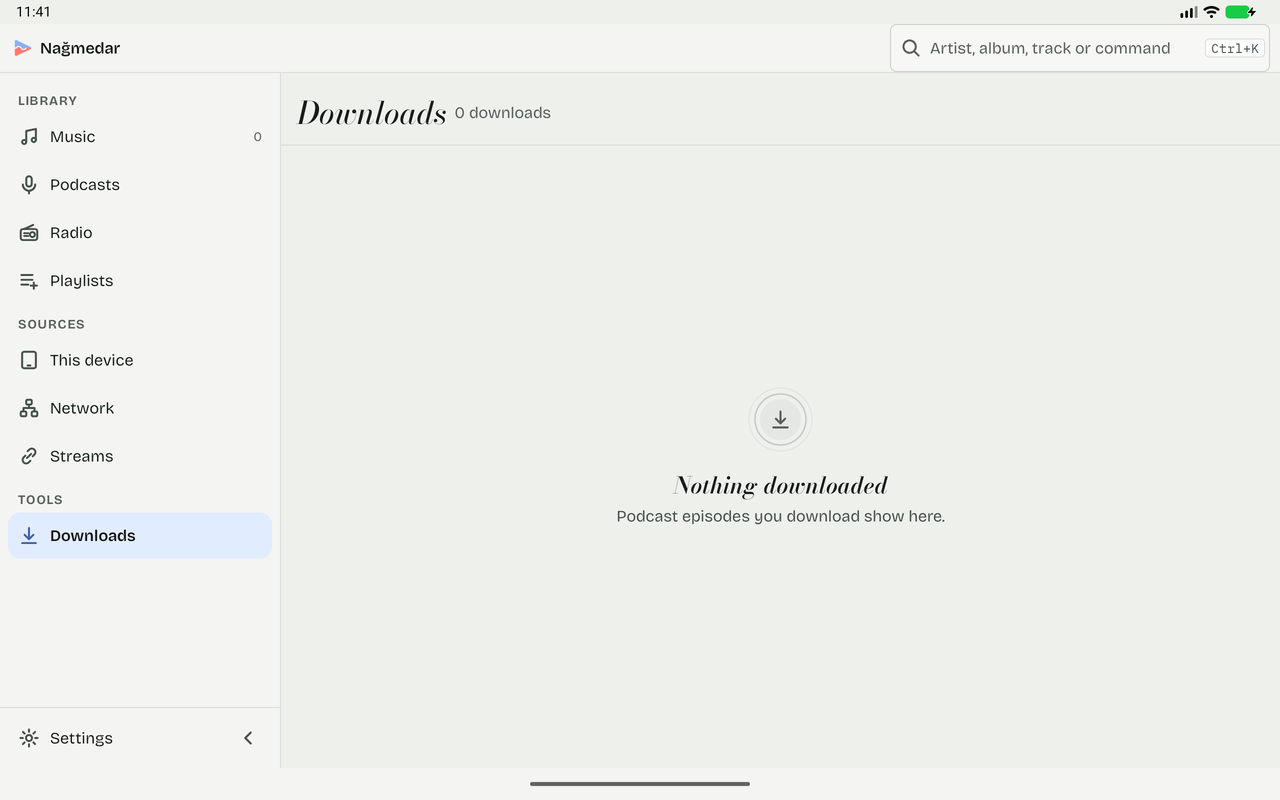 11:41
Nağmedar
Artist, album, track or command
Ctrl+K
LIBRARY
Music
0
Podcasts
Radio
Playlists
SOURCES
This device
Network
Streams
TOOLS
Downloads
Settings
Downloads
0 downloads
Nothing downloaded
Podcast episodes you download show here.